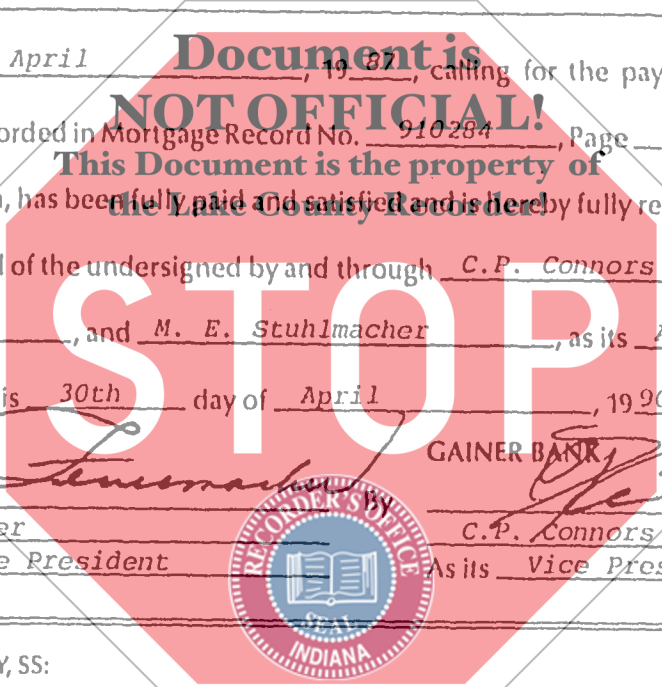 Document is
April, 19 87, calling for the pay
NOT OFFICIAL!
orded in Mortgage Record No. 910284, Page
This Document is the property of
, has been fully paid and satisfied and is hereby fully re
the Lake County Recorder!
l of the undersigned by and through C.P. Connors
, and M. E. Stuhlmacher, as its A
is 30th day of April, 1990
STOP
GAINER BANK
By
er C.P. Connors
e President As its Vice Pres
RECORDER'S OFFICE
SEAL
INDIANA
Y, SS: